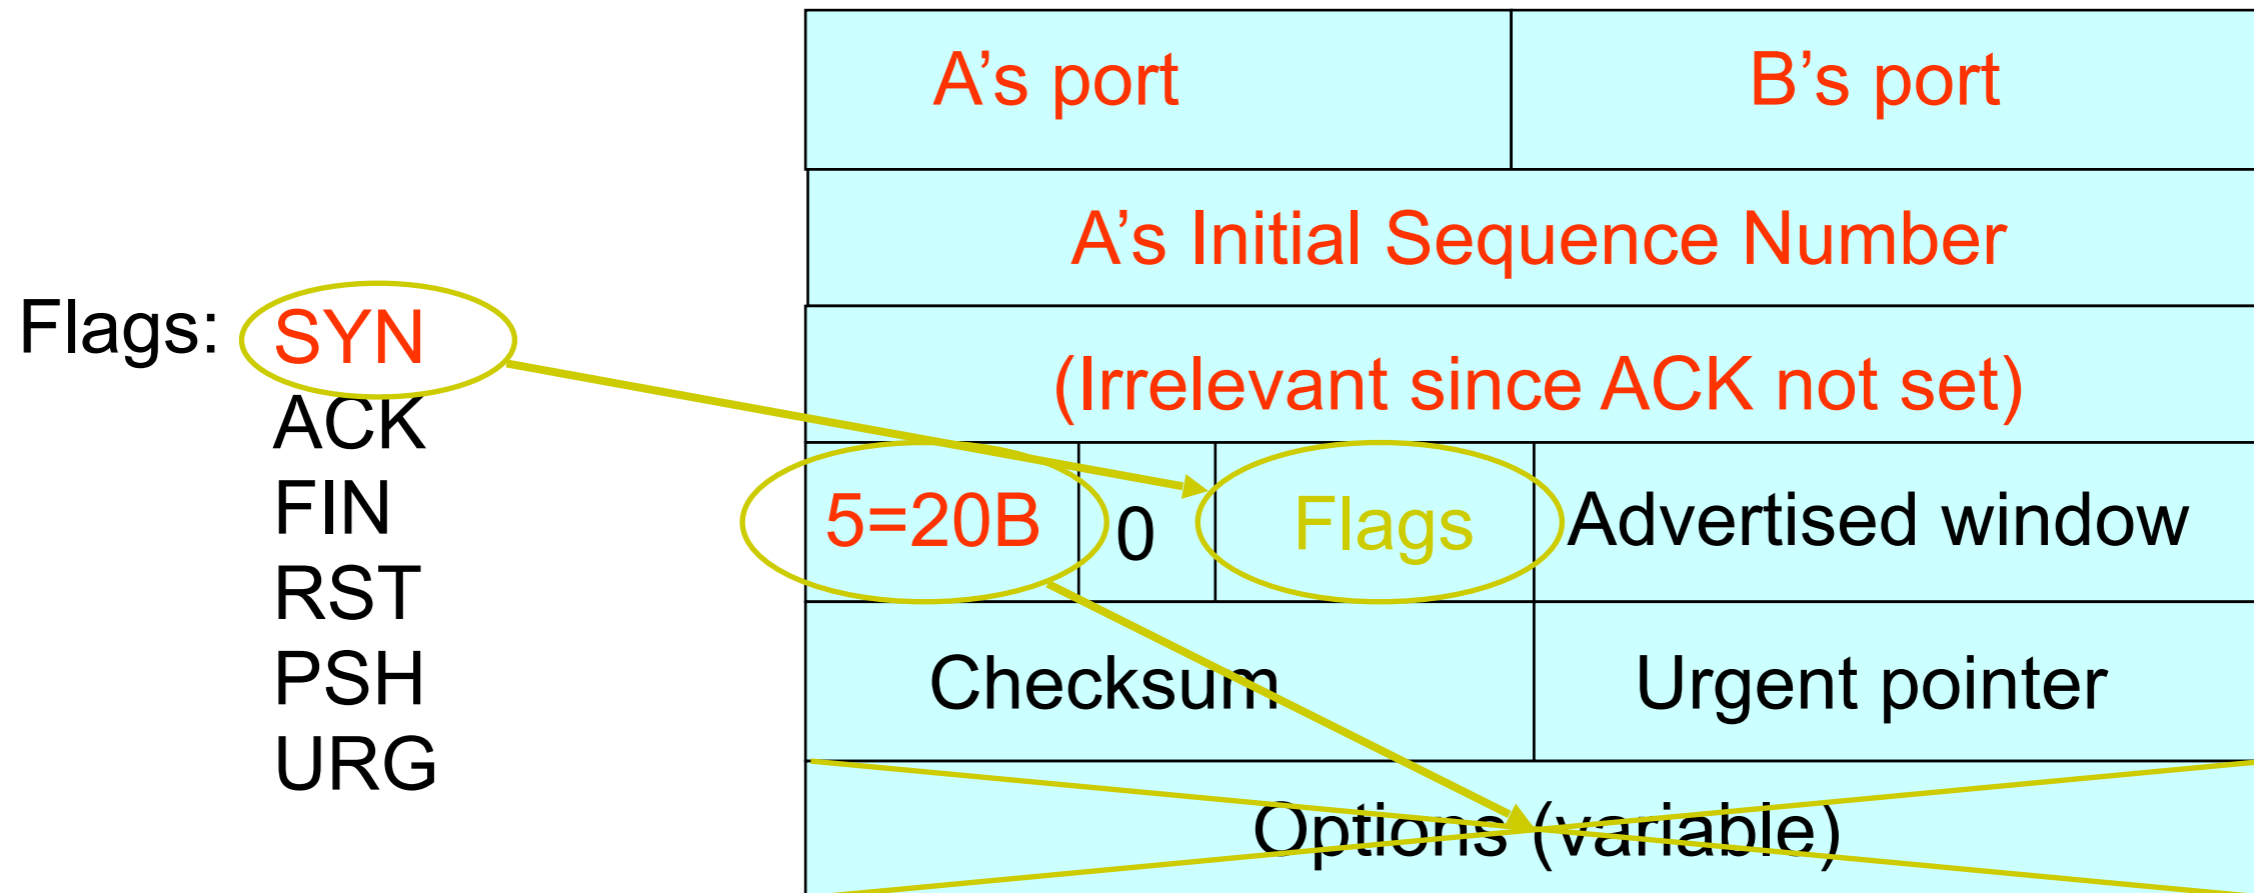 A’s port
B’s port
A’s Initial Sequence Number
Flags:
SYN
ACK
FIN
RST
PSH
URG
(Irrelevant since ACK not set)
5=20B
0
Flags
Advertised window
Checksum
Urgent pointer
Options (variable)